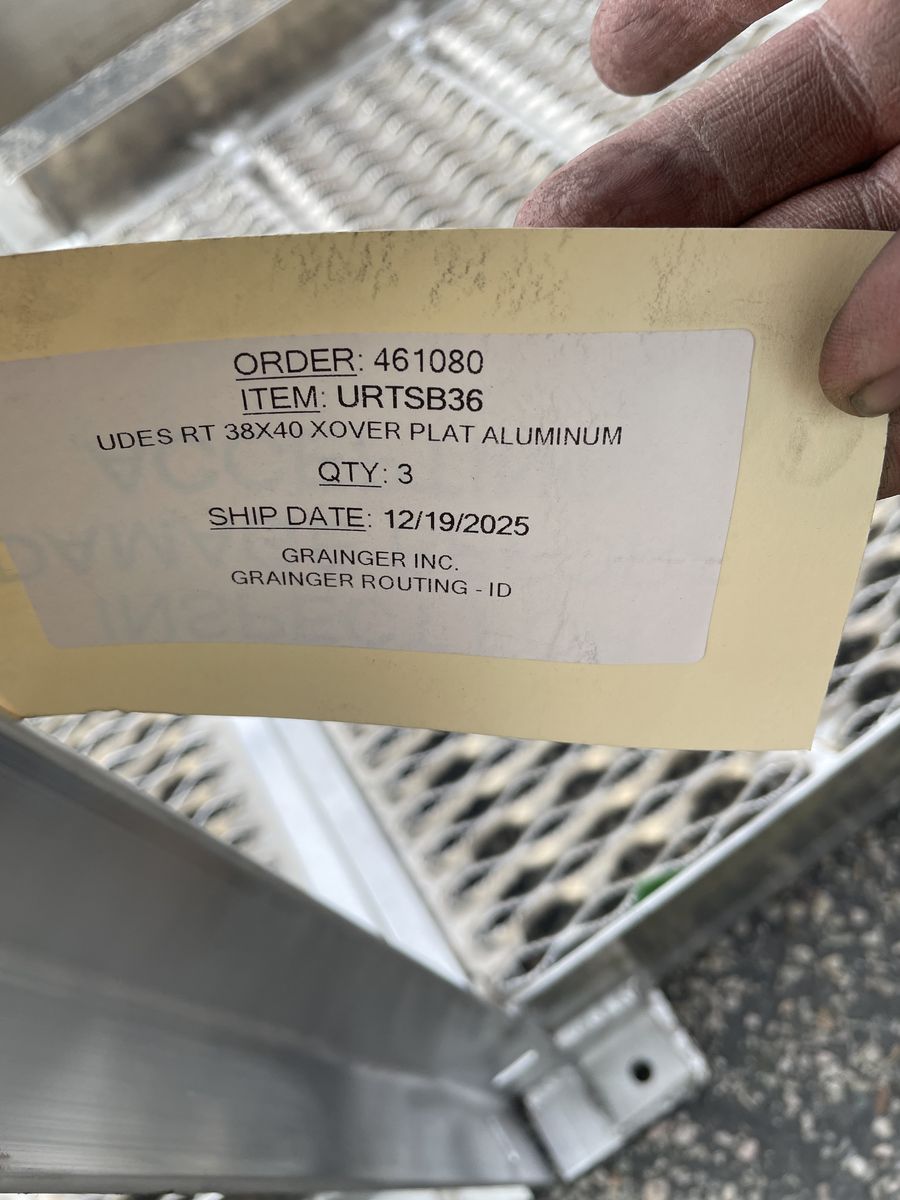 ORDER: 461080
ITEM: URTSB36
UDES RT 38X40 XOVER PLAT ALUMINUM
QTY: 3
SHIP DATE: 12/19/2025
GRAINGER INC.
GRAINGER ROUTING - ID